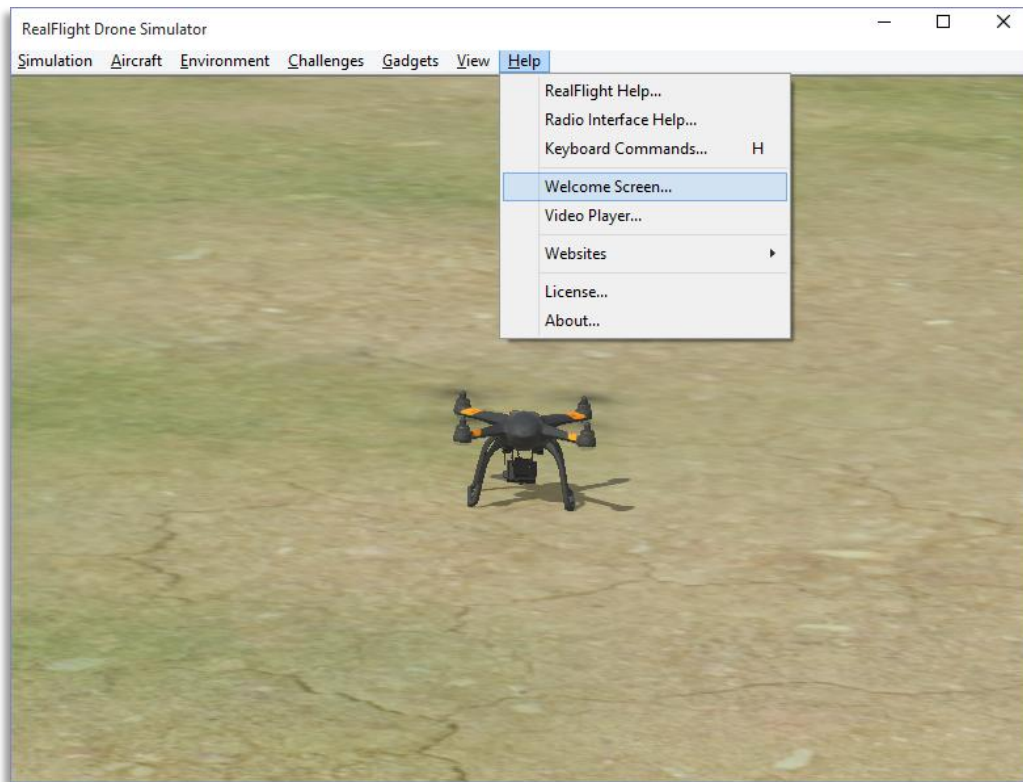 RealFlight Drone Simulator
Simulation Aircraft Environment Challenges Gadgets View Help
RealFlight Help...
Radio Interface Help...
Keyboard Commands... H
Welcome Screen...
Video Player...
Websites
License...
About...